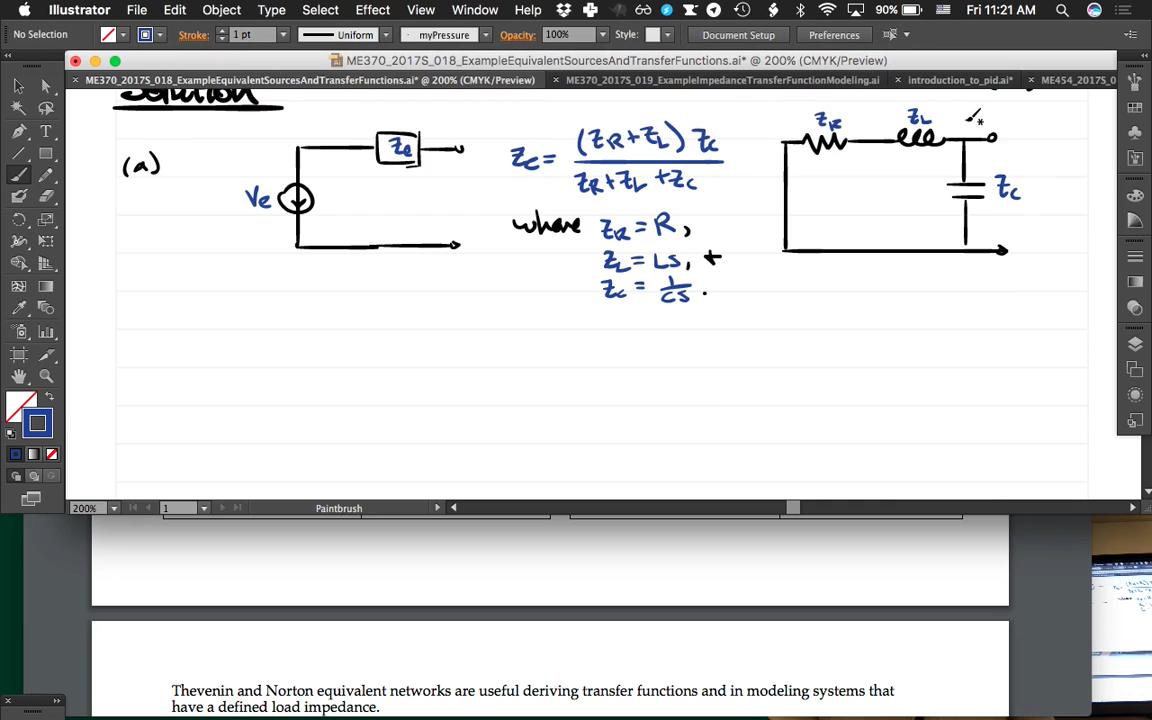 Illustrator File Edit Object Type Select Effect View Window Help 90% Fri 11:21 AM
No Selection Stroke: 1 pt Uniform myPressure Opacity: 100% Style: Document Setup Preferences
ME370_2017S_018_ExampleEquivalentSourcesAndTransferFunctions.ai* @ 200% (CMYK/Preview)
ME370_2017S_018_ExampleEquivalentSourcesAndTransferFunctions.ai* @ 200% (CMYK/Preview) ME370_2017S_019_ExampleImpedanceTransferFunctionModeling.ai introduction_to_pid.ai* ME454_2017S_0
Solution
(a)
Ve
Ze
Ze = (ZR+ZL) Zc / ZR+ZL+Zc
where ZR = R,
ZL = Ls, +
Zc = 1/Cs .
ZR ZL
Zc
200% 1 Paintbrush
Thevenin and Norton equivalent networks are useful deriving transfer functions and in modeling systems that
have a defined load impedance.